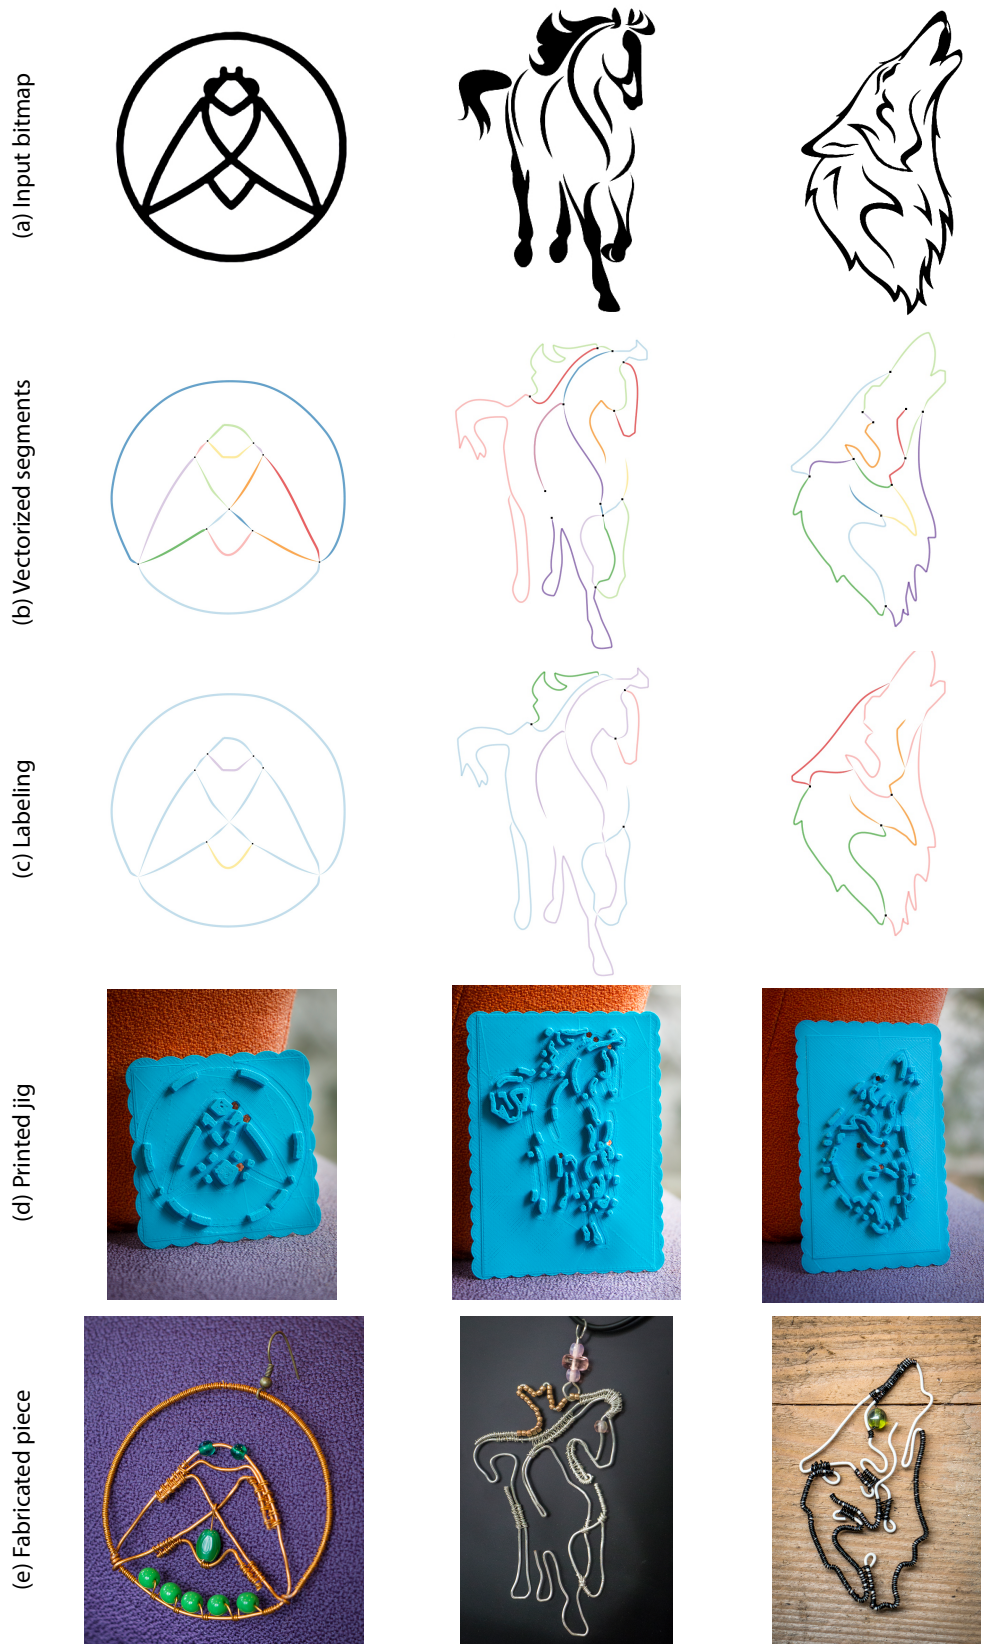 (a) Input bitmap
(b) Vectorized segments
(c) Labeling
(d) Printed jig
(e) Fabricated piece